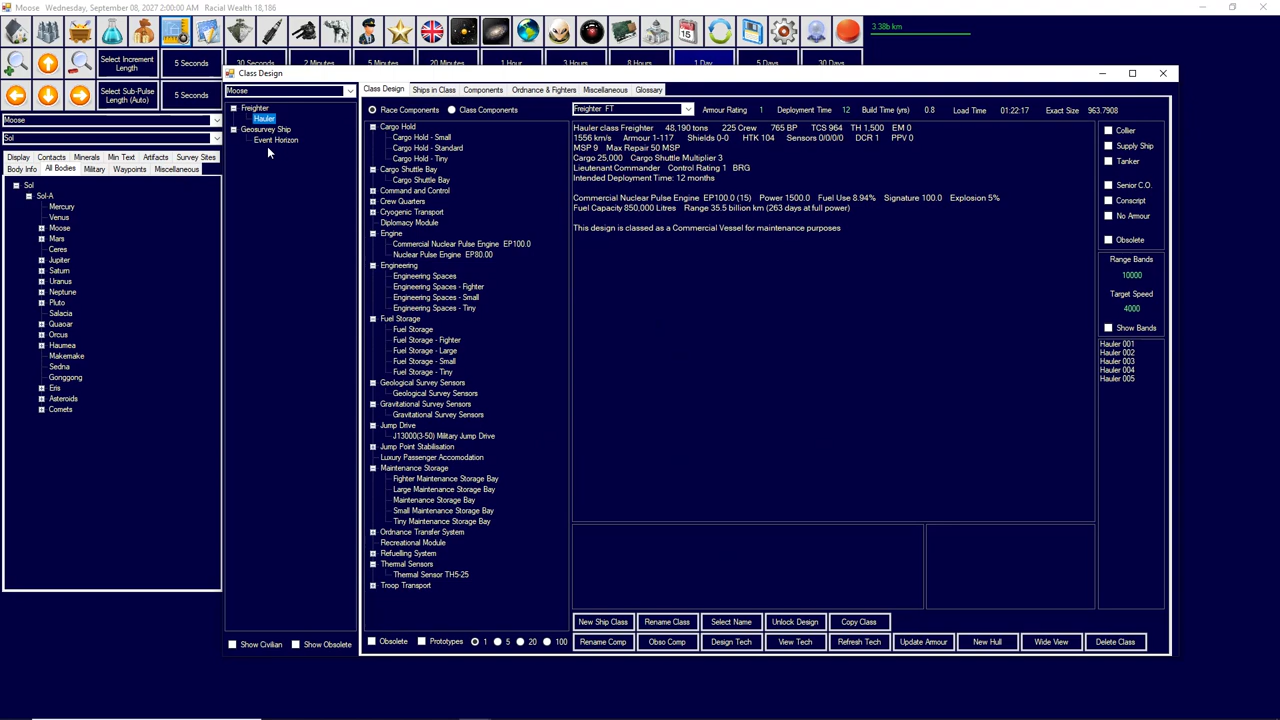 Moose   Wednesday, September 08, 2027 2:00:00 AM   Racial Wealth 18,186
3.38b km
Select Increment Length
5 Seconds
30 Seconds
2 Minutes
5 Minutes
20 Minutes
1 Hour
3 Hours
8 Hours
1 Day
5 Days
30 Days
Select Sub-Pulse Length (Auto)
5 Seconds
Moose
Sol
Display
Contacts
Minerals
Min Text
Artifacts
Survey Sites
Body Info
All Bodies
Military
Waypoints
Miscellaneous
Sol
Sol-A
Mercury
Venus
Moose
Mars
Ceres
Jupiter
Saturn
Uranus
Neptune
Pluto
Salacia
Quaoar
Orcus
Haumea
Makemake
Sedna
Gonggong
Eris
Asteroids
Comets
Class Design
Moose
Freighter
Hauler
Geosurvey Ship
Event Horizon
Show Civilian
Show Obsolete
Class Design
Ships in Class
Components
Ordnance & Fighters
Miscellaneous
Glossary
Race Components
Class Components
Cargo Hold
Cargo Hold - Small
Cargo Hold - Standard
Cargo Hold - Tiny
Cargo Shuttle Bay
Cargo Shuttle Bay
Command and Control
Crew Quarters
Cryogenic Transport
Diplomacy Module
Engine
Commercial Nuclear Pulse Engine  EP100.0
Nuclear Pulse Engine  EP80.00
Engineering
Engineering Spaces
Engineering Spaces - Fighter
Engineering Spaces - Small
Engineering Spaces - Tiny
Fuel Storage
Fuel Storage
Fuel Storage - Fighter
Fuel Storage - Large
Fuel Storage - Small
Fuel Storage - Tiny
Geological Survey Sensors
Geological Survey Sensors
Gravitational Survey Sensors
Gravitational Survey Sensors
Jump Drive
J13000(3-50) Military Jump Drive
Jump Point Stabilisation
Luxury Passenger Accomodation
Maintenance Storage
Fighter Maintenance Storage Bay
Large Maintenance Storage Bay
Maintenance Storage Bay
Small Maintenance Storage Bay
Tiny Maintenance Storage Bay
Ordnance Transfer System
Recreational Module
Refuelling System
Thermal Sensors
Thermal Sensor TH5-25
Troop Transport
Obsolete
Prototypes
1
5
20
100
Freighter  FT
Armour Rating   1   Deployment Time   12   Build Time (yrs)   0.8   Load Time   01:22:17   Exact Size   963.7908
Hauler class Freighter   48,190 tons   225 Crew   765 BP   TCS 964   TH 1,500   EM 0
1556 km/s   Armour 1-117   Shields 0-0   HTK 104   Sensors 0/0/0/0   DCR 1   PPV 0
MSP 9   Max Repair 50 MSP
Cargo 25,000   Cargo Shuttle Multiplier 3
Lieutenant Commander   Control Rating 1   BRG
Intended Deployment Time: 12 months
Commercial Nuclear Pulse Engine  EP100.0 (15)   Power 1500.0   Fuel Use 8.94%   Signature 100.0   Explosion 5%
Fuel Capacity 850,000 Litres   Range 35.5 billion km (263 days at full power)
This design is classed as a Commercial Vessel for maintenance purposes
Collier
Supply Ship
Tanker
Senior C.O.
Conscript
No Armour
Obsolete
Range Bands
10000
Target Speed
4000
Show Bands
Hauler 001
Hauler 002
Hauler 003
Hauler 004
Hauler 005
New Ship Class
Rename Class
Select Name
Unlock Design
Copy Class
Rename Comp
Obso Comp
Design Tech
View Tech
Refresh Tech
Update Armour
New Hull
Wide View
Delete Class